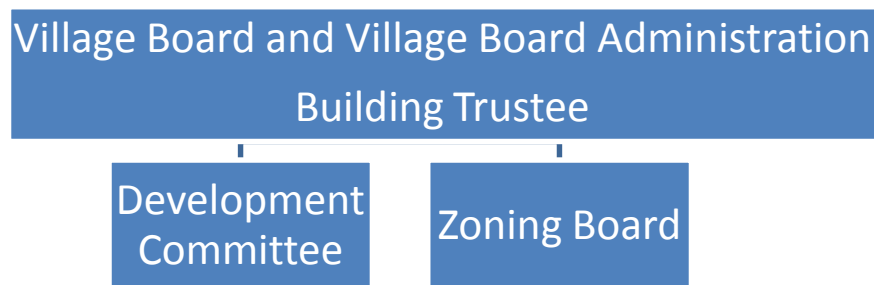 Village Board and Village Board Administration
Building Trustee
Development
Committee
Zoning Board